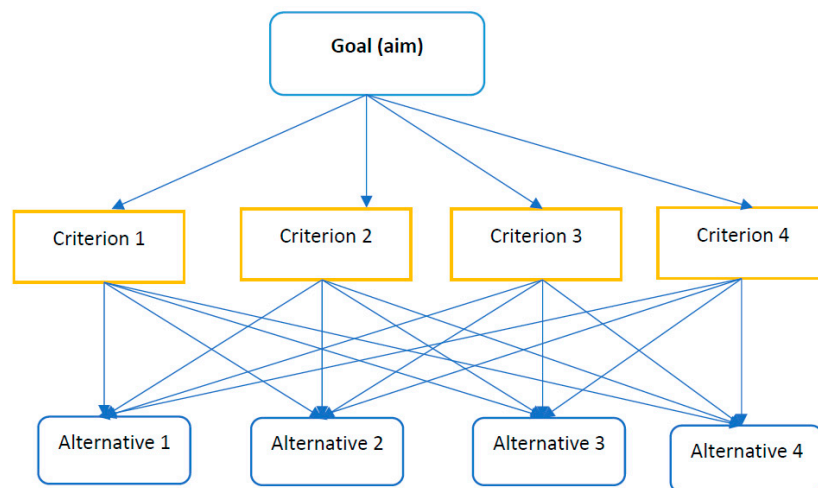 Goal (aim)
Criterion 1
Criterion 2
Criterion 3
Criterion 4
Alternative 1
Alternative 2
Alternative 3
Alternative 4